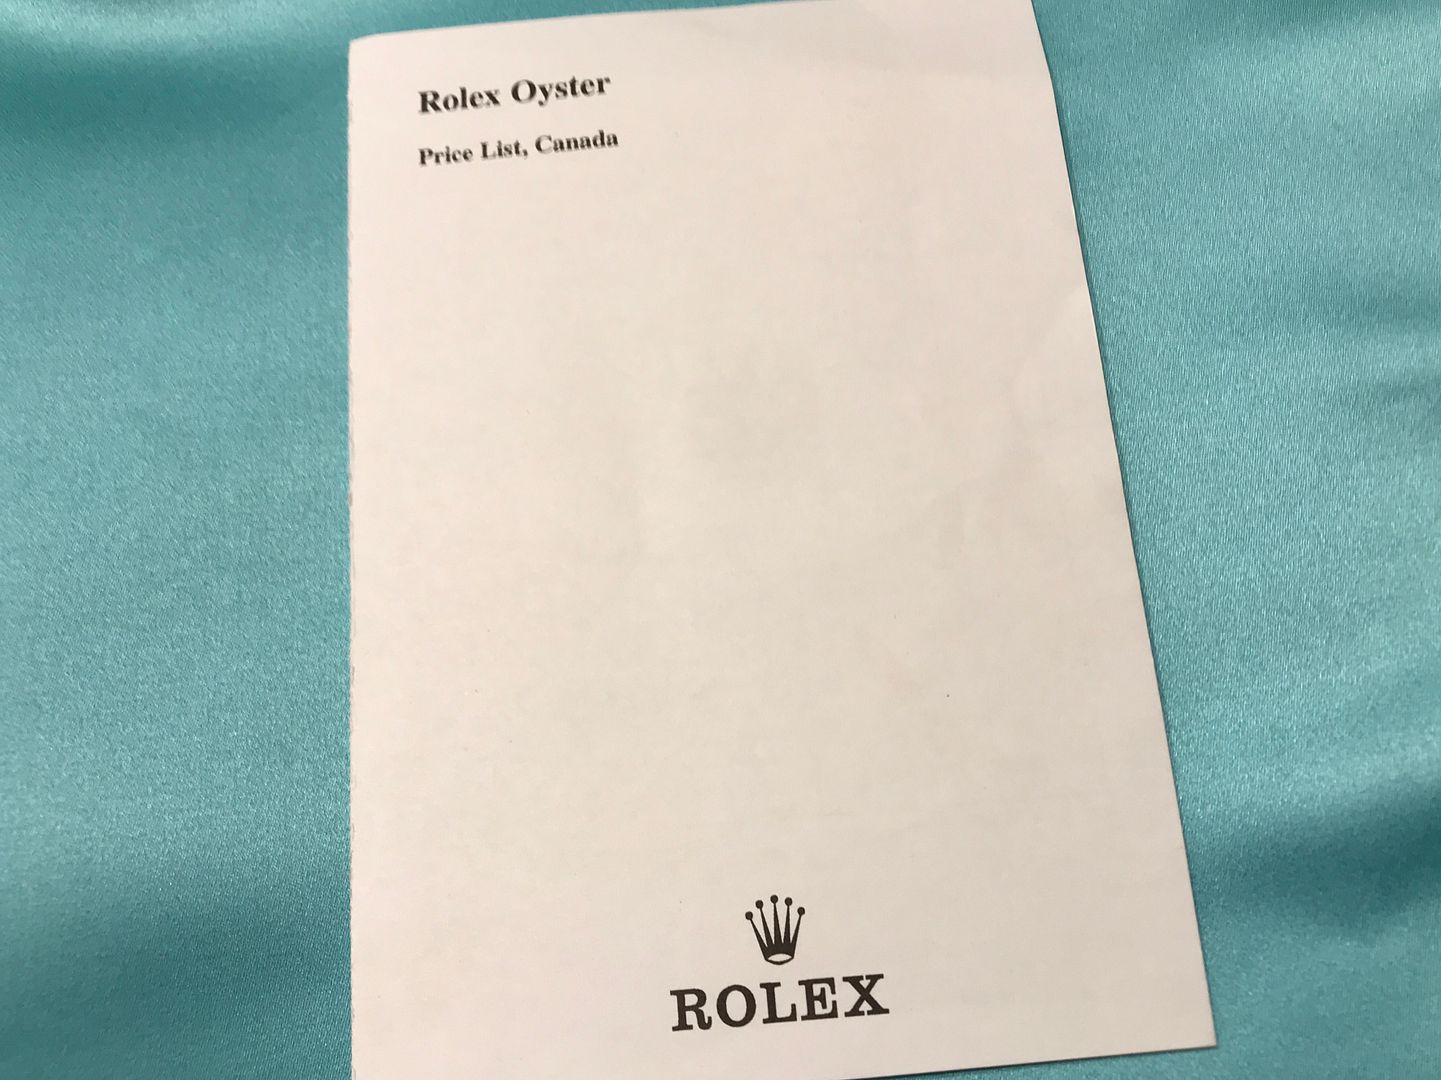 Rolex Oyster
Price List, Canada
ROLEX